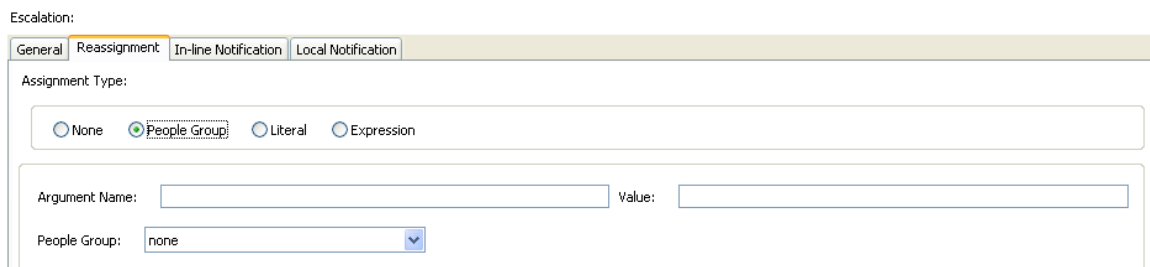 Escalation:
General Reassignment In-line Notification Local Notification
Assignment Type:
None People Group Literal Expression
Argument Name: Value:
People Group: none